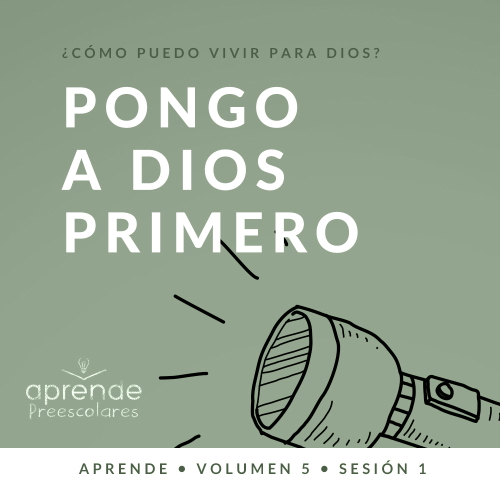 ¿CÓMO PUEDO VIVIR PARA DIOS?
PONGO
A DIOS
PRIMERO
aprende
Preescolares
APRENDE • VOLUMEN 5 • SESIÓN 1